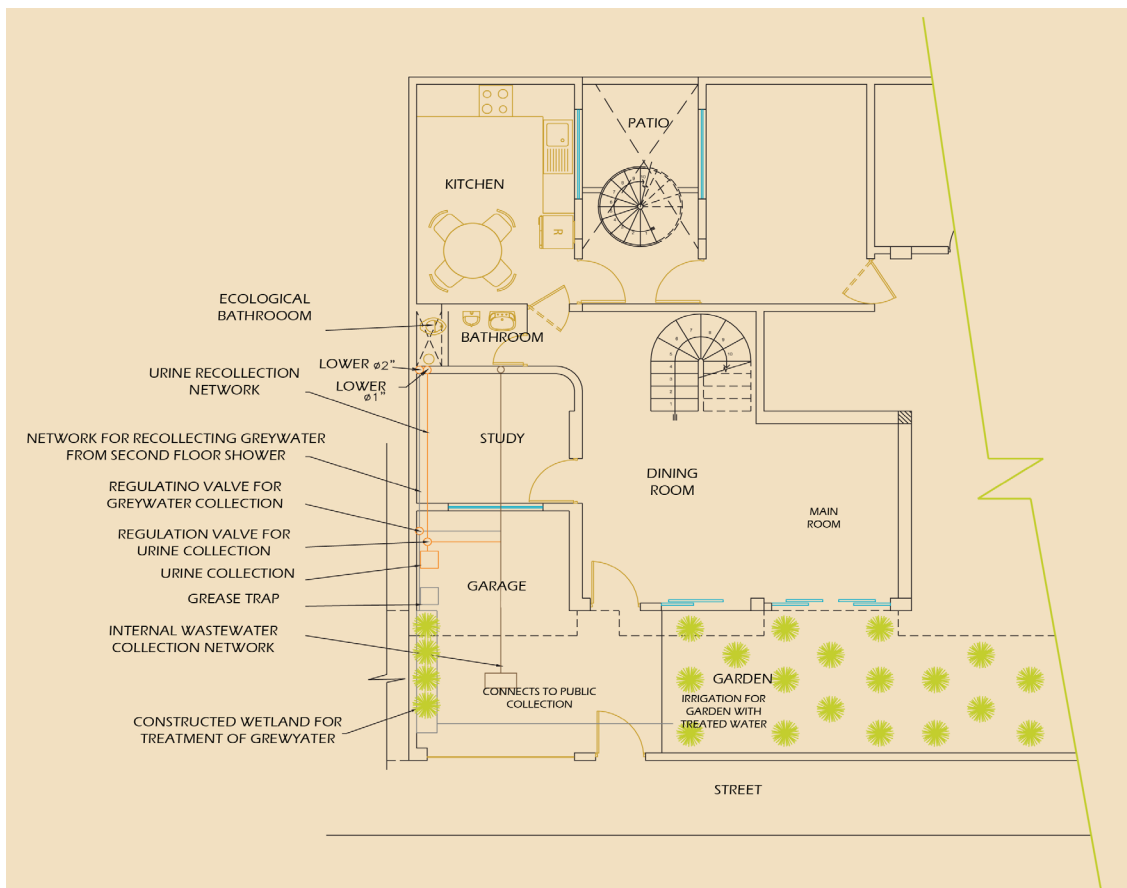 PATIO
KITCHEN
R
ECOLOGICAL
BATHROOOM
BATHROOM
LOWER ø2"
LOWER
ø1"
URINE RECOLLECTION
NETWORK
STUDY
NETWORK FOR RECOLLECTING GREYWATER
FROM SECOND FLOOR SHOWER
DINING
ROOM
REGULATINO VALVE FOR
GREYWATER COLLECTION
MAIN
ROOM
REGULATION VALVE FOR
URINE COLLECTION
URINE COLLECTION
GARAGE
GREASE TRAP
INTERNAL WASTEWATER
COLLECTION NETWORK
CONNECTS TO PUBLIC
COLLECTION
GARDEN
IRRIGATION FOR
GARDEN WITH
TREATED WATER
CONSTRUCTED WETLAND FOR
TREATMENT OF GREWYATER
STREET